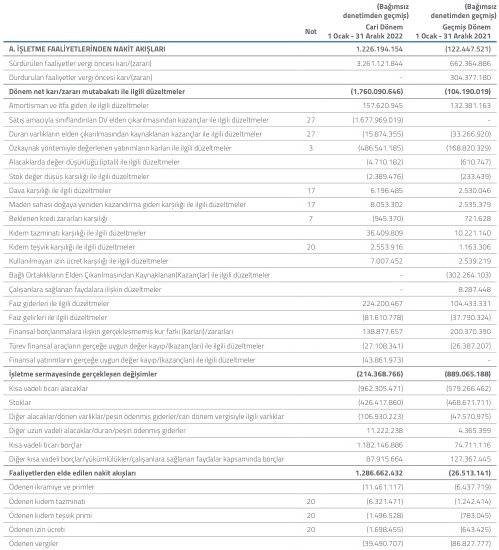 (Bağımsız (Bağımsız
denetimden geçmiş) denetimden geçmiş)
Cari Dönem Geçmiş Dönem
Not 1 Ocak - 31 Aralık 2022 1 Ocak - 31 Aralık 2021
A. İŞLETME FAALİYETLERİNDEN NAKİT AKIŞLARI 1.226.194.154 (122.447.521)
Sürdürülen faaliyetler vergi öncesi karı/(zararı) 3.261.121.844 662.364.886
Durdurulan faaliyetler vergi öncesi karı/(zararı) - 304.377.180
Dönem net karı/zararı mutabakatı ile ilgili düzeltmeler (1.760.090.646) (104.190.019)
Amortisman ve itfa gideri ile ilgili düzeltmeler 157.620.945 132.381.163
Satış amacıyla sınıflandırılan DV elden çıkarılmasından kazançlar ile ilgili düzeltmeler 27 (1.677.969.019) -
Duran varlıkların elden çıkarılmasından kaynaklanan kazançlar ile ilgili düzeltmeler 27 (15.874.355) (33.266.920)
Özkaynak yöntemiyle değerlenen yatırımların karları ile ilgili düzeltmeler 3 (486.541.185) (168.820.329)
Alacaklarda değer düşüklüğü (iptali) ile ilgili düzeltmeler (4.710.182) (610.747)
Stok değer düşüş karşılığı ile ilgili düzeltmeler (2.389.476) (233.439)
Dava karşılığı ile ilgili düzeltmeler 17 6.196.485 2.530.046
Maden sahası doğaya yeniden kazandırma gideri karşılığı ile ilgili düzeltmeler 17 8.053.302 2.535.379
Beklenen kredi zararları karşılığı 7 (945.370) 721.628
Kıdem tazminatı karşılığı ile ilgili düzeltmeler 36.409.809 10.221.140
Kıdem teşvik karşılığı ile ilgili düzeltmeler 20 2.553.916 1.163.306
Kullanılmayan izin ücret karşılığı ile ilgili düzeltmeler 7.007.452 2.539.219
Bağlı Ortaklıkların Elden Çıkarılmasından Kaynaklanan(Kazançlar) ile ilgili düzeltmeler - (302.264.103)
Çalışanlara sağlanan faydalara ilişkin düzeltmeler - 8.287.448
Faiz giderleri ile ilgili düzeltmeler 224.200.467 104.433.331
Faiz gelirleri ile ilgili düzeltmeler (81.610.778) (37.790.324)
Finansal borçlanmalara ilişkin gerçekleşmemiş kur farkı (karları)/zararları 138.877.657 200.370.390
Türev finansal araçların gerçeğe uygun değer kayıp/(kazançları) ile ilgili düzeltmeler (27.108.341) (26.387.207)
Finansal yatırımların gerçeğe uygun değer kayıp/(kazançları) ile ilgili düzeltmeler (43.861.973) -
İşletme sermayesinde gerçekleşen değişimler (214.368.766) (889.065.188)
Kısa vadeli ticari alacaklar (962.305.471) (579.266.462)
Stoklar (426.417.860) (468.671.711)
Diğer alacaklar/dönen varlıklar/peşin ödenmiş giderler/cari dönem vergisiyle ilgili varlıklar (106.930.223) (47.570.975)
Diğer uzun vadeli alacaklar/duran/peşin ödenmiş giderler 11.222.238 4.365.399
Kısa vadeli ticari borçlar 1.182.146.886 74.711.116
Diğer kısa vadeli borçlar/yükümlülükler/çalışanlara sağlanan faydalar kapsamında borçlar 87.915.664 127.367.445
Faaliyetlerden elde edilen nakit akışları 1.286.662.432 (26.513.141)
Ödenen ikramiye ve primler (11.461.117) (6.437.719)
Ödenen kıdem tazminatı 20 (6.321.471) (1.242.414)
Ödenen kıdem teşvik primi 20 (1.496.528) (783.045)
Ödenen izin ücreti 20 (1.698.455) (643.425)
Ödenen vergiler (39.490.707) (86.827.777)